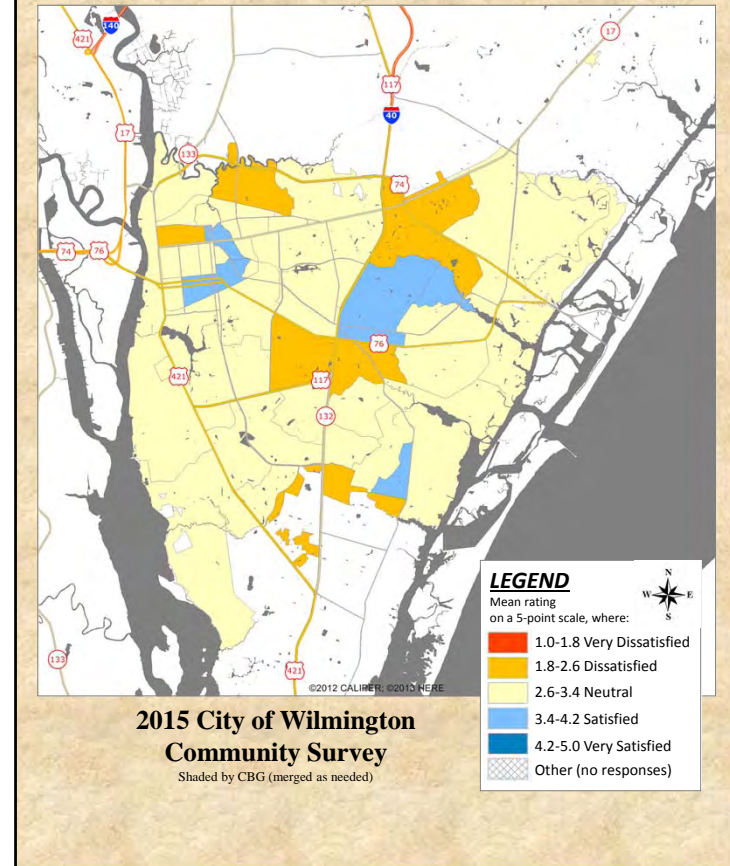 140
421
17
117
40
17
133
74
74
76
76
421
117
132
133
421
©2012 CALIPER; ©2013 HERE
LEGEND
Mean rating
on a 5-point scale, where:
N
W E
S
1.0-1.8 Very Dissatisfied
1.8-2.6 Dissatisfied
2.6-3.4 Neutral
3.4-4.2 Satisfied
4.2-5.0 Very Satisfied
Other (no responses)
2015 City of Wilmington
Community Survey
Shaded by CBG (merged as needed)